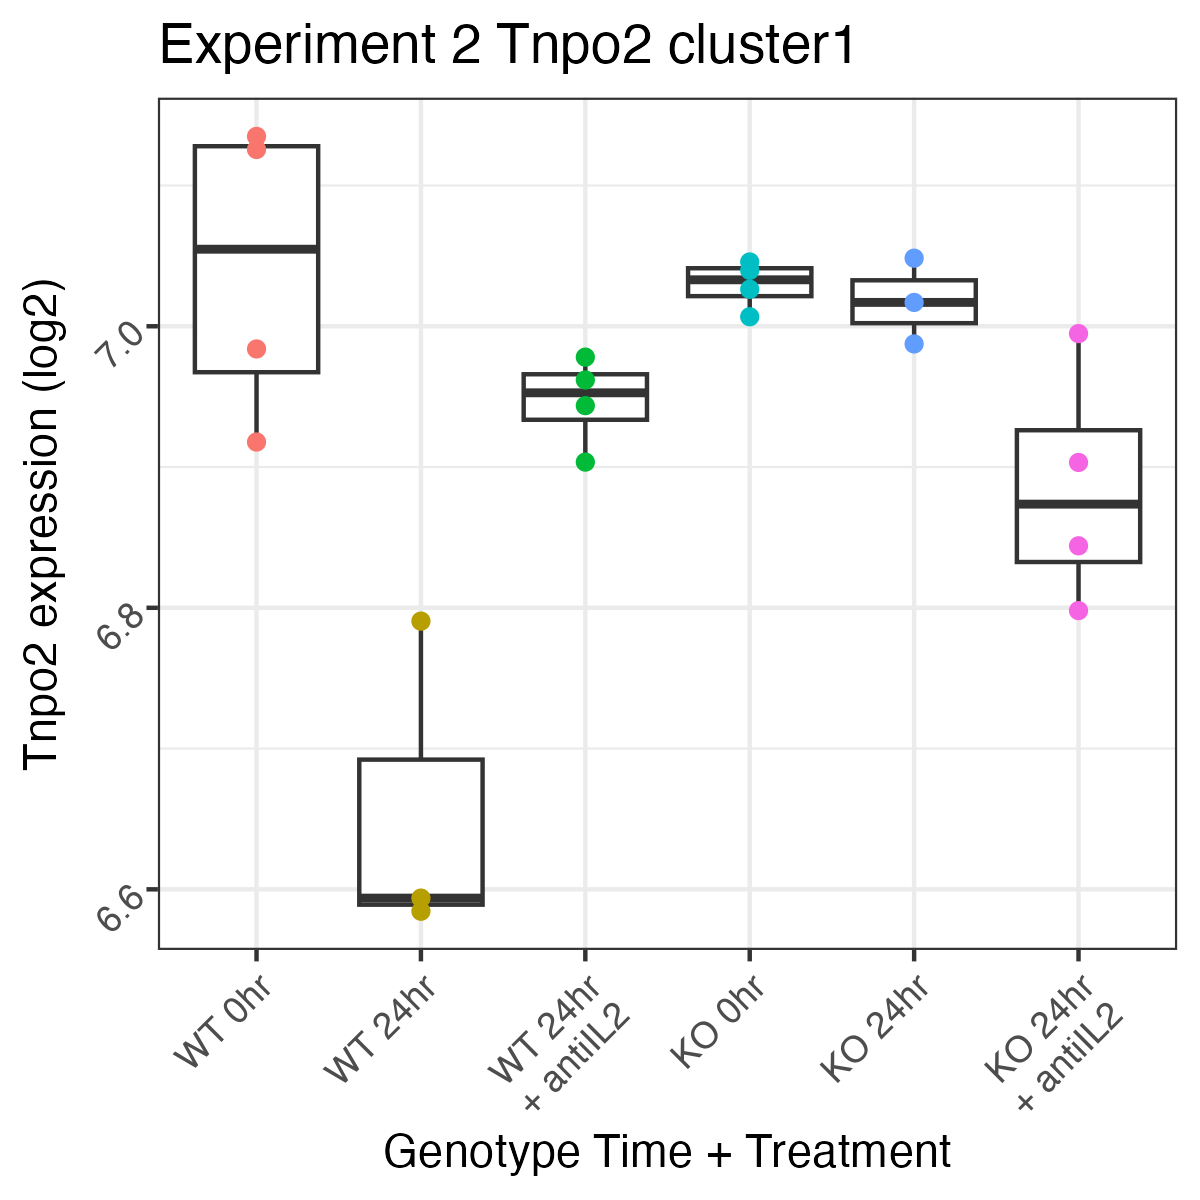 Experiment 2 Tnpo2 cluster1
Tnpo2 expression (log2)
7.0
6.8
6.6
WT 0hr
WT 24hr
WT 24hr
+ antiIL2
KO 0hr
KO 24hr
KO 24hr
+ antiIL2
Genotype Time + Treatment